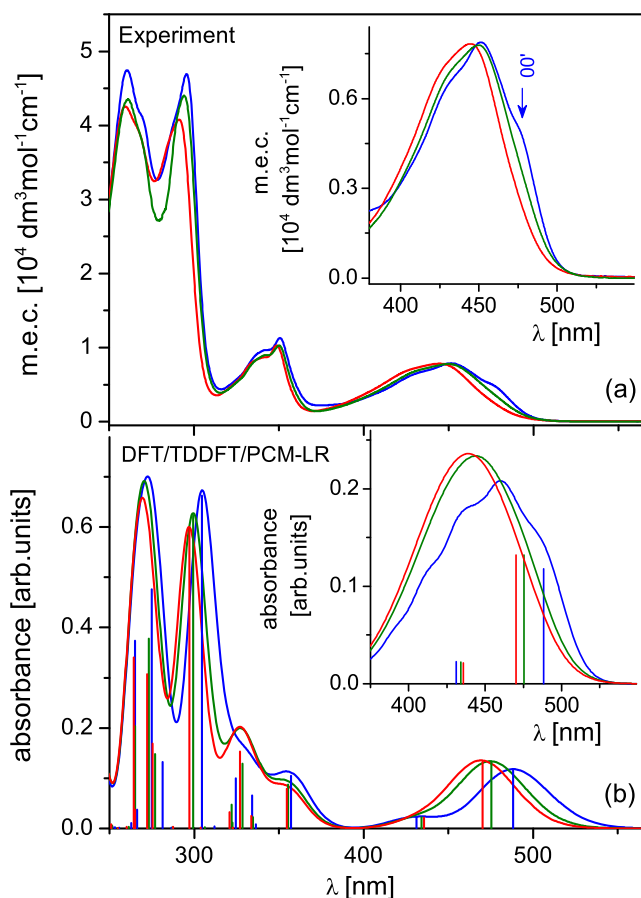 Experiment
m.e.c. [10⁴ dm³mol⁻¹cm⁻¹]
5
4
3
2
1
0
(a)
m.e.c.
[10⁴ dm³mol⁻¹cm⁻¹]
0.6
0.3
0.0
00'
400 450 500
λ [nm]
DFT/TDDFT/PCM-LR
absorbance [arb.units]
0.6
0.4
0.2
0.0
(b)
absorbance
[arb.units]
0.2
0.1
0.0
400 450 500
λ [nm]
300 400 500
λ [nm]